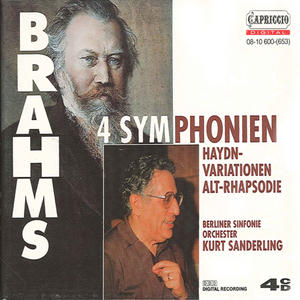 BRAHMS
CAPRICCIO
DIGITAL
08-10 600-(653)
4 SYMPHONIEN
HAYDN-
VARIATIONEN
ALT-RHAPSODIE
BERLINER SINFONIE
ORCHESTER
KURT SANDERLING
DIGITAL RECORDING
4CD